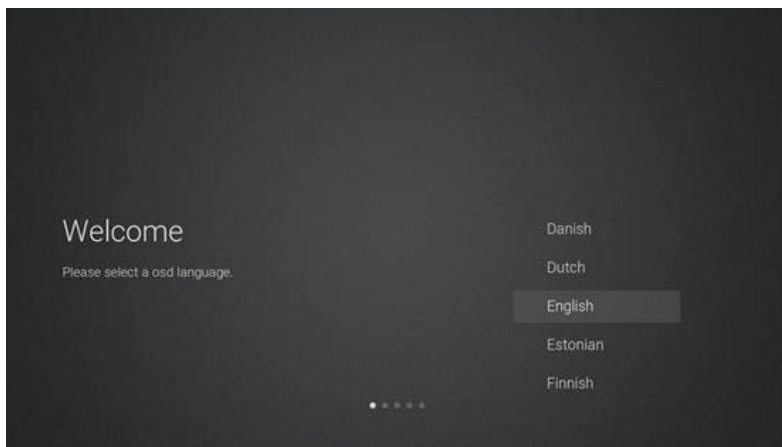 Welcome
Please select a osd language.
Danish
Dutch
English
Estonian
Finnish